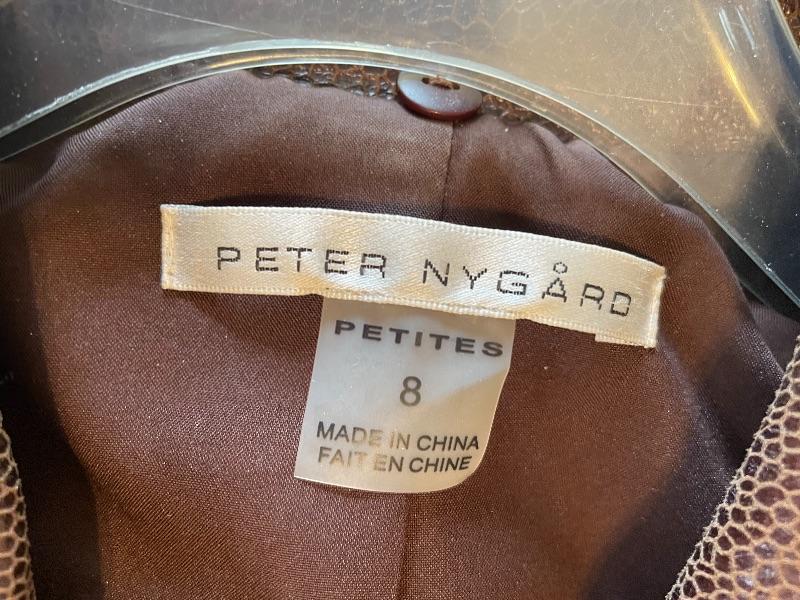 PETER NYGÅRD
PETITES
8
MADE IN CHINA
FAIT EN CHINE